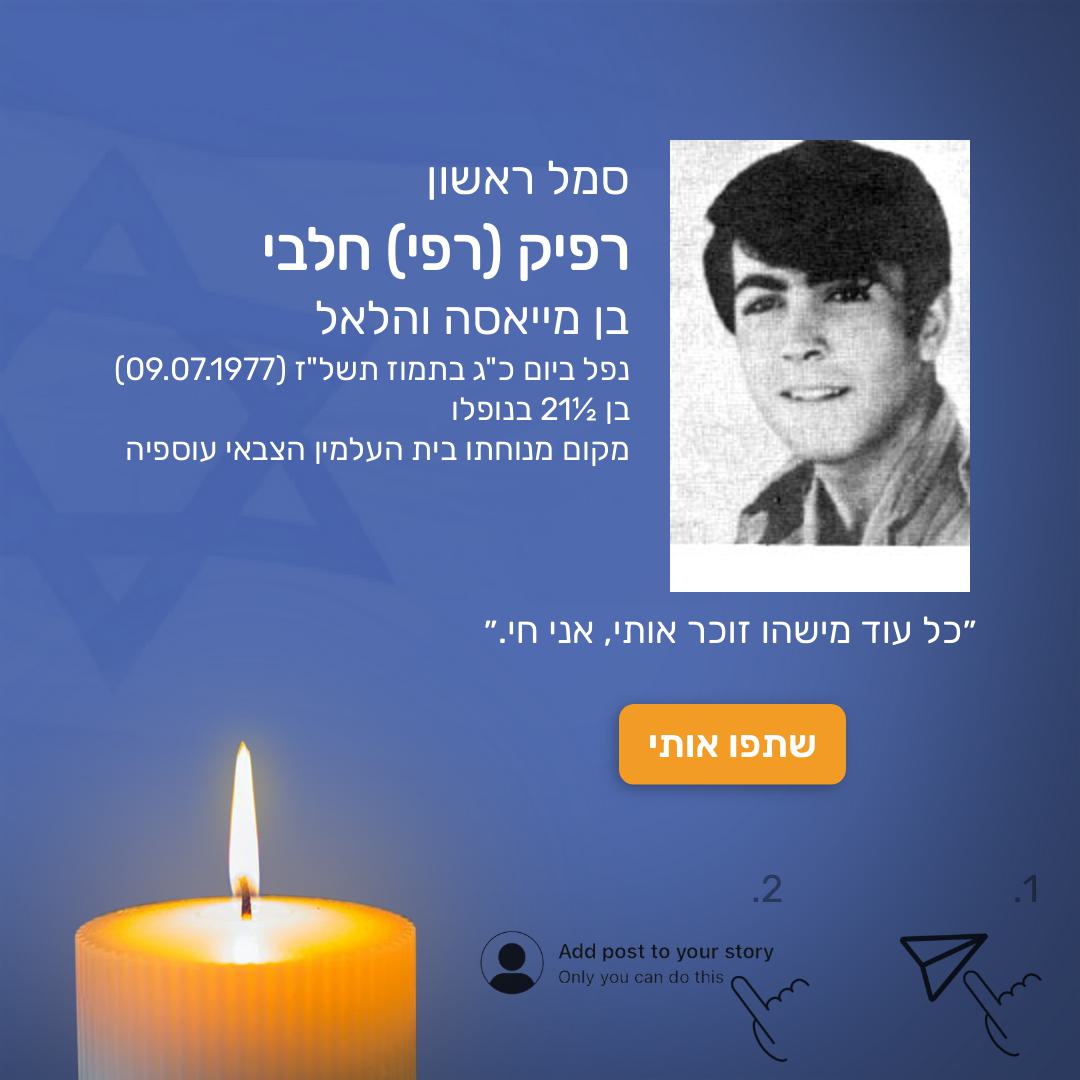 סמל ראשון
רפיק (רפי) חלבי
בן מייאסה והלאל
נפל ביום כ"ג בתמוז תשל"ז (09.07.1977)
בן 21½ בנופלו
מקום מנוחתו בית העלמין הצבאי עוספיה
״כל עוד מישהו זוכר אותי, אני חי.״
שתפו אותי
1.
2.
Add post to your story
Only you can do this